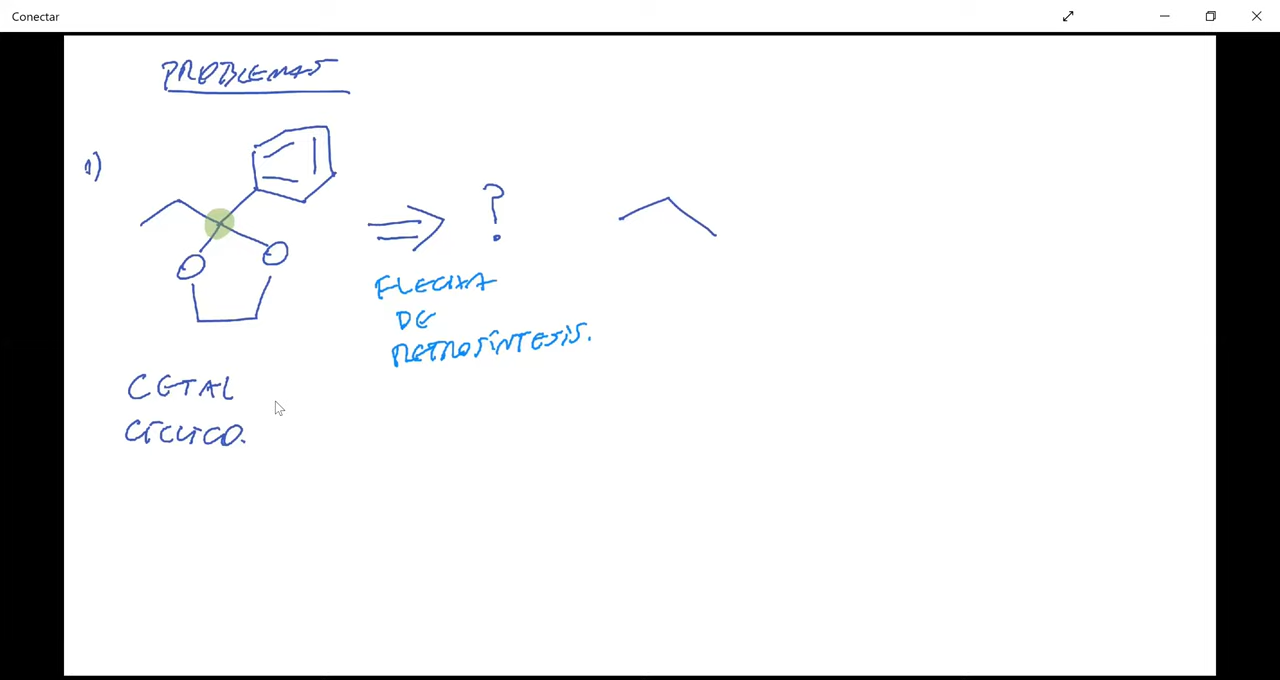 Conectar
PROBLEMAS
1)
O
O
?
FLECHA
DE
RETROSÍNTESIS.
CETAL
CÍCLICO.